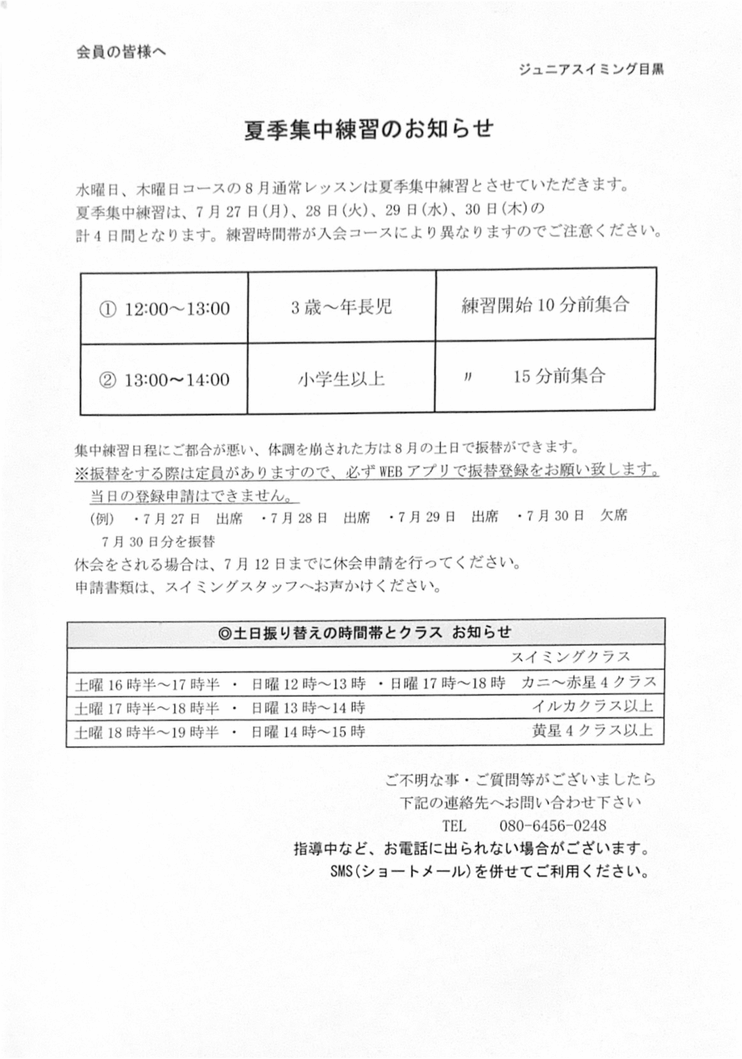 会員の皆様へ
ジュニアスイミング目黒
夏季集中練習のお知らせ
水曜日、木曜日コースの8月通常レッスンは夏季集中練習とさせていただきます。
夏季集中練習は、7月27日(月)、28日(火)、29日(水)、30日(木)の
計4日間となります。練習時間帯が入会コースにより異なりますのでご注意ください。
① 12:00～13:00 3歳～年長児 練習開始10分前集合
② 13:00～14:00 小学生以上 〃 15分前集合
集中練習日程にご都合が悪い、体調を崩された方は8月の土日で振替ができます。
※振替をする際は定員がありますので、必ずWEBアプリで振替登録をお願い致します。
当日の登録申請はできません。
(例) ・7月27日 出席 ・7月28日 出席 ・7月29日 出席 ・7月30日 欠席
7月30日分を振替
休会をされる場合は、7月12日までに休会申請を行ってください。
申請書類は、スイミングスタッフへお声かけください。
◎土日振り替えの時間帯とクラス お知らせ
スイミングクラス
土曜16時半～17時半 ・ 日曜12時～13時 ・日曜17時～18時 カニ～赤星4クラス
土曜17時半～18時半 ・ 日曜13時～14時 イルカクラス以上
土曜18時半～19時半 ・ 日曜14時～15時 黄星4クラス以上
ご不明な事・ご質問等がございましたら
下記の連絡先へお問い合わせ下さい
TEL 080-6456-0248
指導中など、お電話に出られない場合がございます。
SMS(ショートメール)を併せてご利用ください。